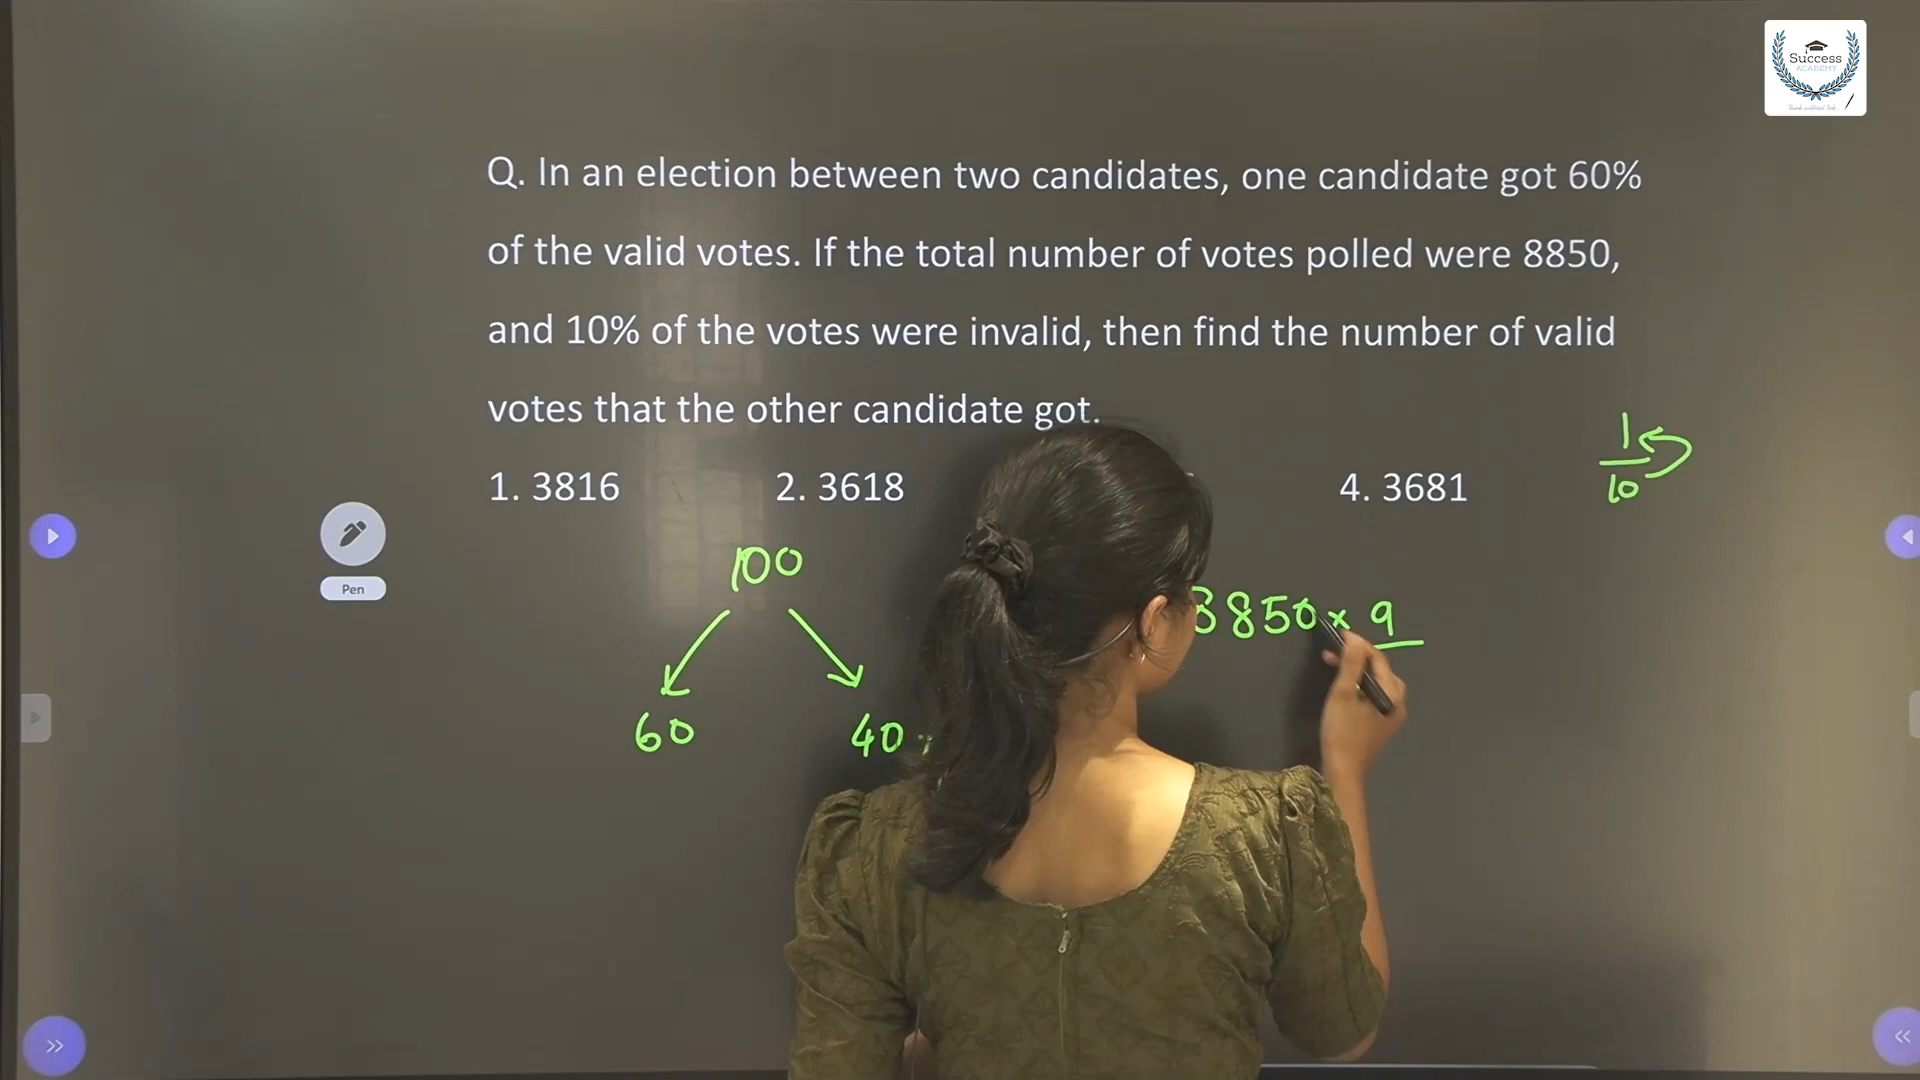 Success
ACADEMY
Q. In an election between two candidates, one candidate got 60%
of the valid votes. If the total number of votes polled were 8850,
and 10% of the votes were invalid, then find the number of valid
votes that the other candidate got.
1. 3816 2. 3618 4. 3681
1
10
100
8850 × 9
60 40
Pen